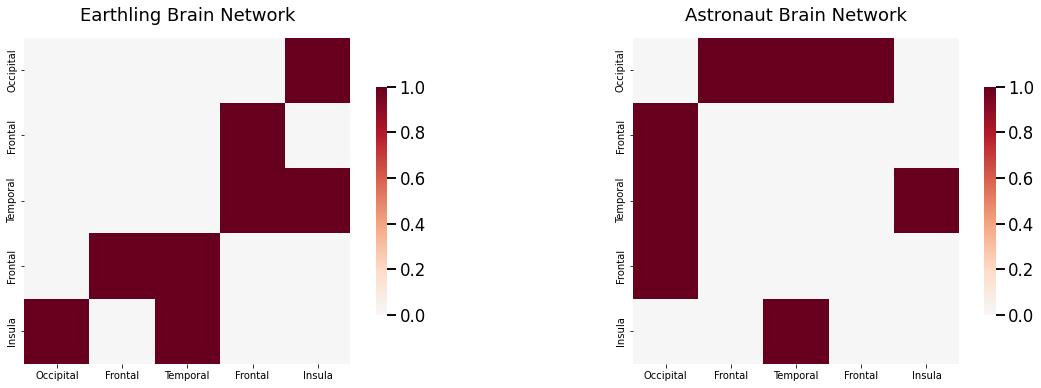 Earthling Brain Network
Occipital
Frontal
Temporal
Frontal
Insula
Occipital Frontal Temporal Frontal Insula
1.0
0.8
0.6
0.4
0.2
0.0
Astronaut Brain Network
Occipital
Frontal
Temporal
Frontal
Insula
Occipital Frontal Temporal Frontal Insula
1.0
0.8
0.6
0.4
0.2
0.0